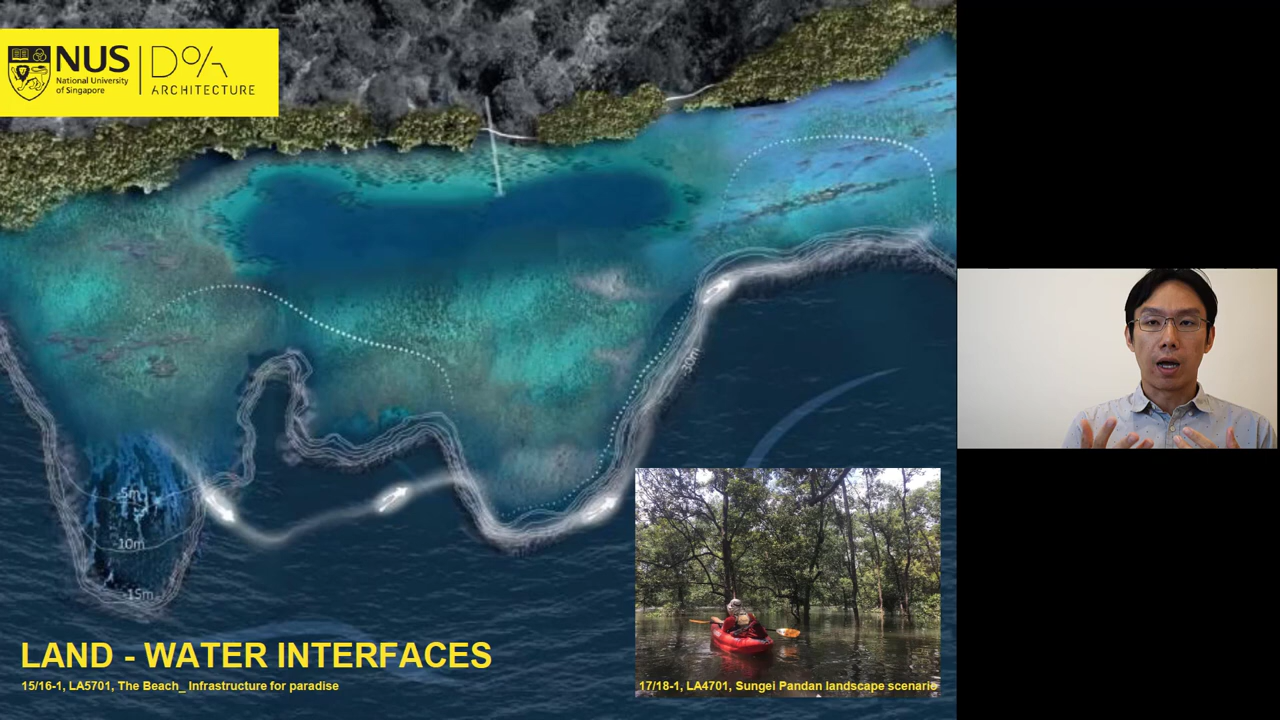 NUS
National University
of Singapore
DOA
ARCHITECTURE
-5m
-10m
-15m
LAND - WATER INTERFACES
15/16-1, LA5701, The Beach_ Infrastructure for paradise
17/18-1, LA4701, Sungei Pandan landscape scenario